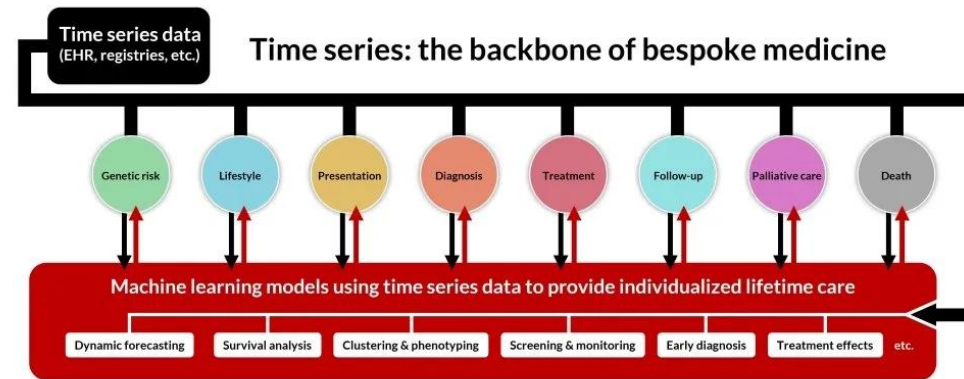 Time series data
(EHR, registries, etc.)
Time series: the backbone of bespoke medicine
Genetic risk
Lifestyle
Presentation
Diagnosis
Treatment
Follow-up
Palliative care
Death
Machine learning models using time series data to provide individualized lifetime care
Dynamic forecasting
Survival analysis
Clustering & phenotyping
Screening & monitoring
Early diagnosis
Treatment effects
etc.